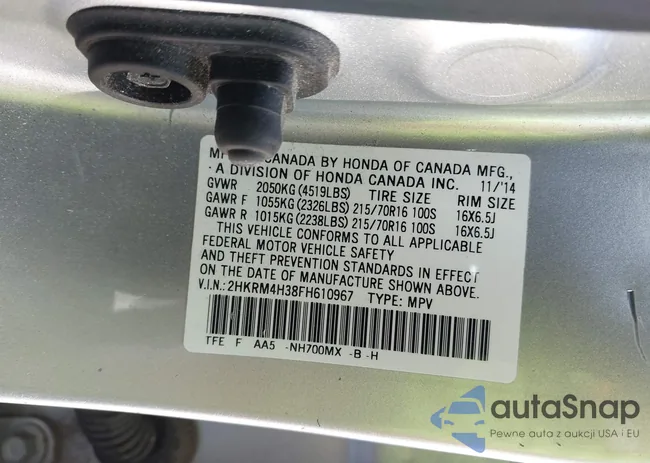 CANADA BY HONDA OF CANADA MFG.,
A DIVISION OF HONDA CANADA INC. 11/'14
GVWR 2050KG (4519LBS) TIRE SIZE RIM SIZE
GAWR F 1055KG (2326LBS) 215/70R16 100S 16X6.5J
GAWR R 1015KG (2238LBS) 215/70R16 100S 16X6.5J
THIS VEHICLE CONFORMS TO ALL APPLICABLE
FEDERAL MOTOR VEHICLE SAFETY
AND THEFT PREVENTION STANDARDS IN EFFECT
ON THE DATE OF MANUFACTURE SHOWN ABOVE.
V.I.N.: 2HKRM4H38FH610967 TYPE: MPV
TFE F AA5 -NH700MX -B -H
autaSnap
Pewne auta z aukcji USA i EU